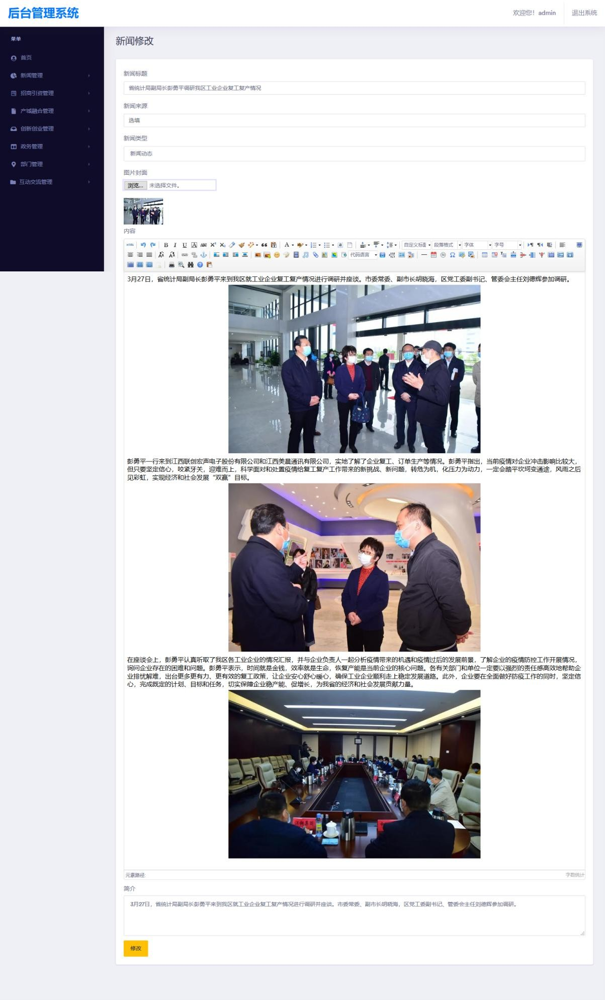 后台管理系统
欢迎您！admin
退出系统
菜单
首页
新闻管理
招商引资管理
产城融合管理
创新创业管理
政务管理
部门管理
互动交流管理
新闻修改
新闻标题
省统计局副局长彭勇平调研我区工业企业复工复产情况
新闻来源
选填
新闻类型
新闻动态
图片封面
浏览... 未选择文件。
内容
HTML B I U A ABC X² X₂ 自定义标题 段落格式 字体 字号
代码语言
3月27日，省统计局副局长彭勇平来到我区就工业企业复工复产情况进行调研并座谈。市委常委、副市长胡晓海，区党工委副书记、管委会主任刘德辉参加调研。
彭勇平一行来到江西联创宏声电子股份有限公司和江西美晨通讯有限公司，实地了解了企业复工、订单生产等情况。彭勇平指出，当前疫情对企业冲击影响比较大，
但只要坚定信心，咬紧牙关，迎难而上，科学面对和处置疫情给复工复产工作带来的新挑战、新问题，转危为机，化压力为动力，一定会踏平坎坷变通途，风雨之后
见彩虹，实现经济和社会发展“双赢”目标。
在座谈会上，彭勇平认真听取了我区各工业企业的情况汇报，并与企业负责人一起分析疫情带来的机遇和疫情过后的发展前景，了解企业的疫情防控工作开展情况，
询问企业存在的困难和问题。彭勇平表示，时间就是金钱，效率就是生命，恢复产能是当前企业的核心问题。各有关部门和单位一定要以强烈的责任感高效地帮助企
业排忧解难，出台更多更有力、更有效的复工政策，让企业安心舒心暖心，确保工业企业顺利走上稳定发展道路。此外，企业要在全面做好防疫工作的同时，坚定信
心，完成既定的计划、目标和任务，切实保障企业稳产能、促增长，为我省的经济和社会发展贡献力量。
元素路径:
字数统计
简介
3月27日，省统计局副局长彭勇平来到我区就工业企业复工复产情况进行调研并座谈。市委常委、副市长胡晓海，区党工委副书记、管委会主任刘德辉参加调研。
修改